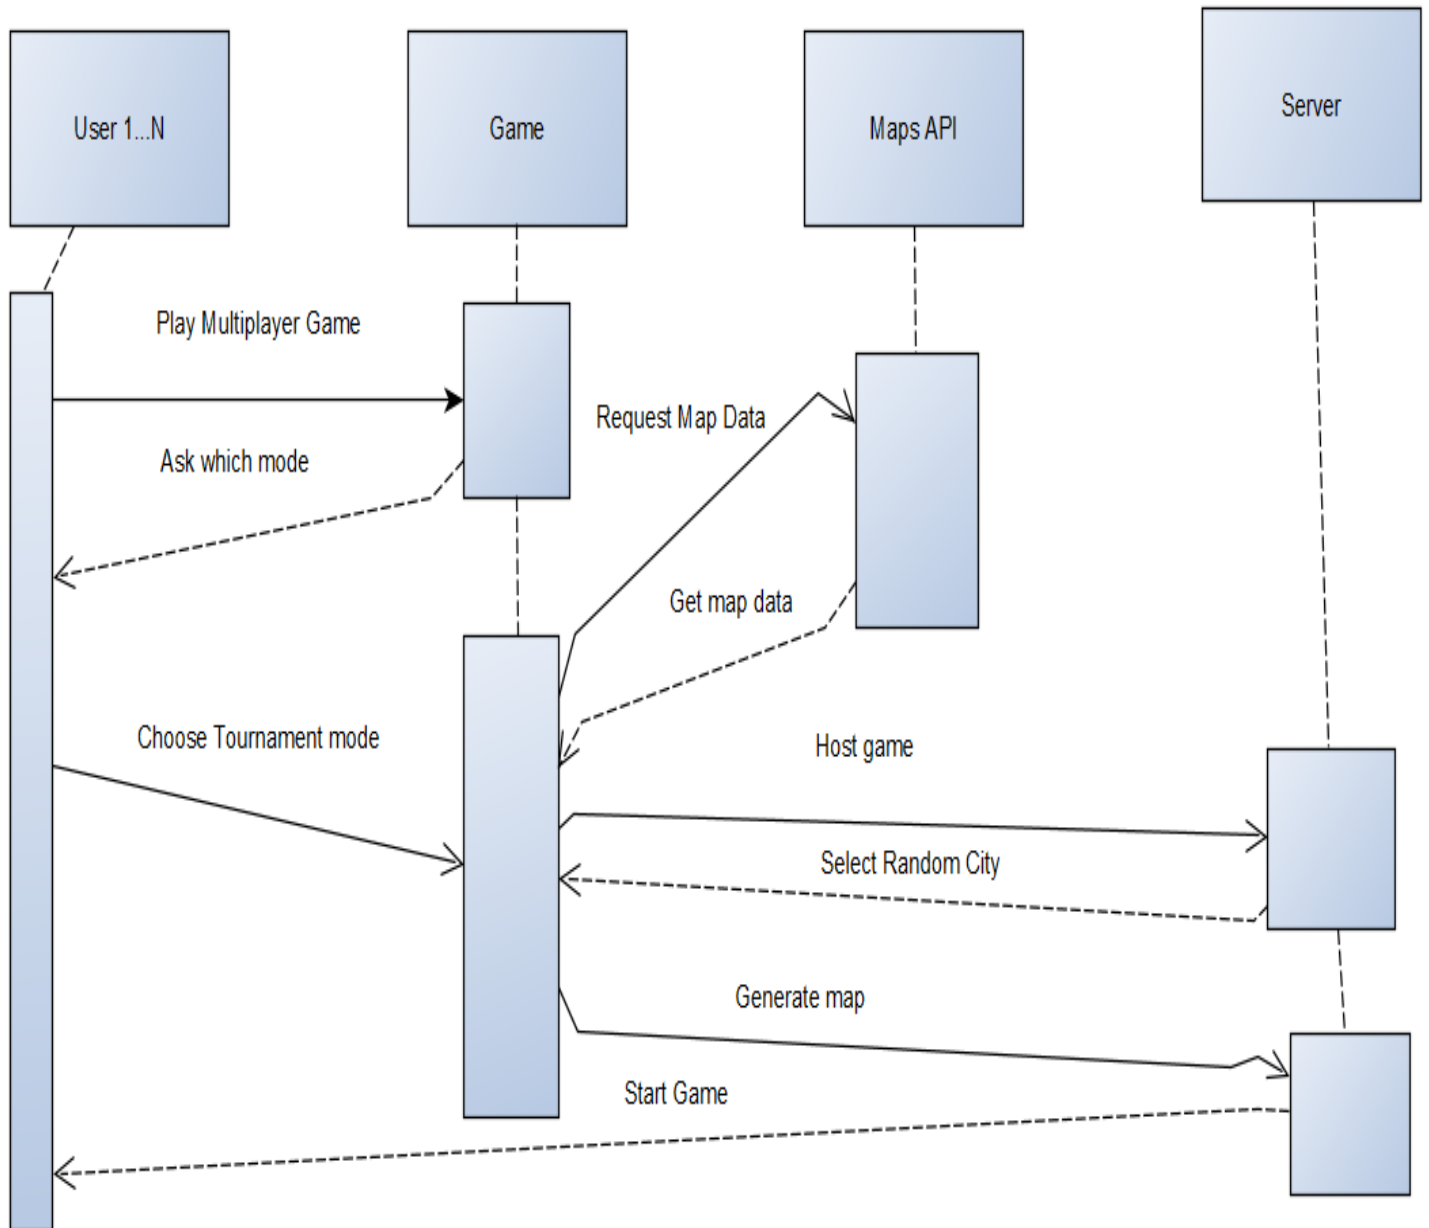 User 1...N
Game
Maps API
Server
Play Multiplayer Game
Request Map Data
Ask which mode
Get map data
Choose Tournament mode
Host game
Select Random City
Generate map
Start Game